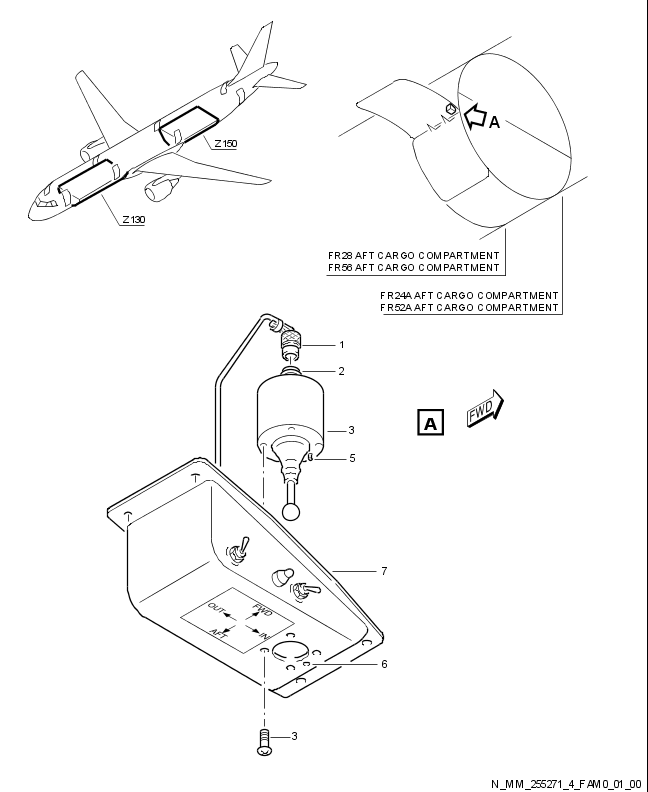 A
Z150
Z130
FR28 AFT CARGO COMPARTMENT
FR56 AFT CARGO COMPARTMENT
FR24A AFT CARGO COMPARTMENT
FR52A AFT CARGO COMPARTMENT
1
2
3
A
FWD
5
7
OUT
FWD
AFT
IN
6
3
N_MM_255271_4_FAM0_01_00